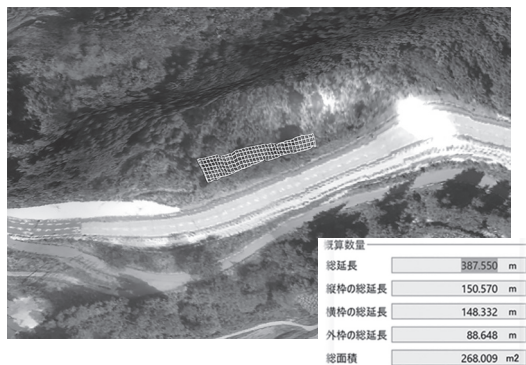 概算数量
総延長 387.550 m
縦枠の総延長 150.570 m
横枠の総延長 148.332 m
外枠の総延長 88.648 m
総面積 268.009 m2